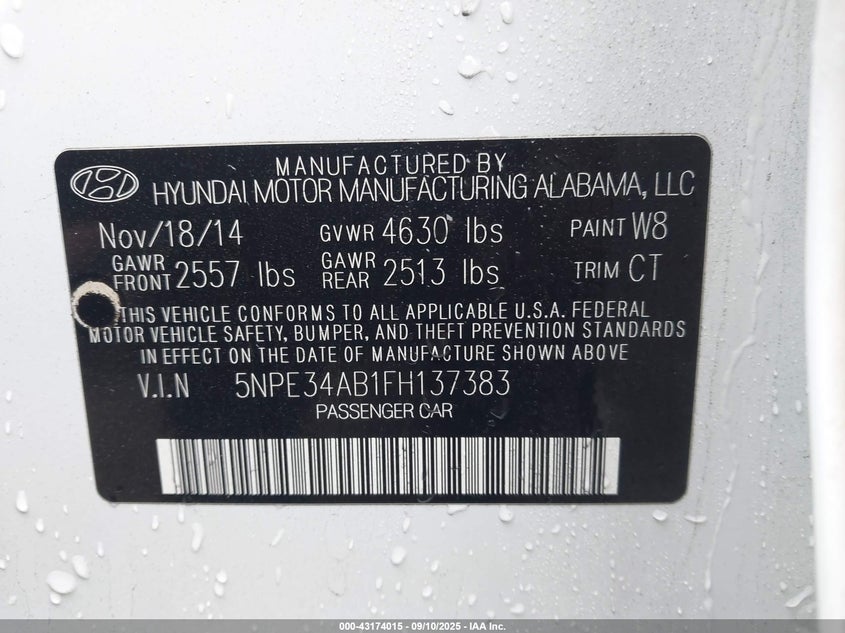 MANUFACTURED BY
HYUNDAI MOTOR MANUFACTURING ALABAMA, LLC
Nov/18/14 GVWR 4630 lbs PAINT W8
GAWR FRONT 2557 lbs GAWR REAR 2513 lbs TRIM CT
THIS VEHICLE CONFORMS TO ALL APPLICABLE U.S.A. FEDERAL
MOTOR VEHICLE SAFETY, BUMPER, AND THEFT PREVENTION STANDARDS
IN EFFECT ON THE DATE OF MANUFACTURE SHOWN ABOVE
V.I.N 5NPE34AB1FH137383
PASSENGER CAR
000-43174015 - 09/10/2025 - IAA Inc.